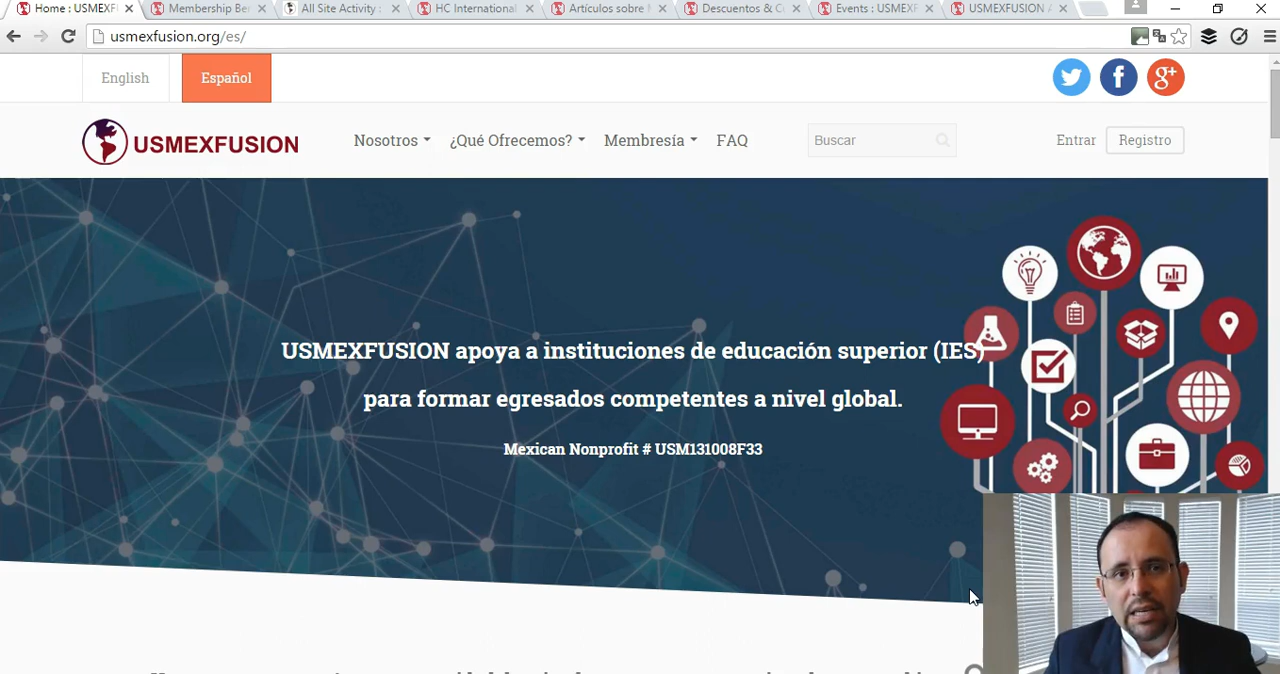 Home : USMEXF
Membership Ber
All Site Activity :
HC International
Artículos sobre
Descuentos & C
Events : USMEXF
USMEXFUSION
usmexfusion.org/es/
English
Español
USMEXFUSION
Nosotros
¿Qué Ofrecemos?
Membresía
FAQ
Buscar
Entrar
Registro
USMEXFUSION apoya a instituciones de educación superior (IES)
para formar egresados competentes a nivel global.
Mexican Nonprofit # USM131008F33